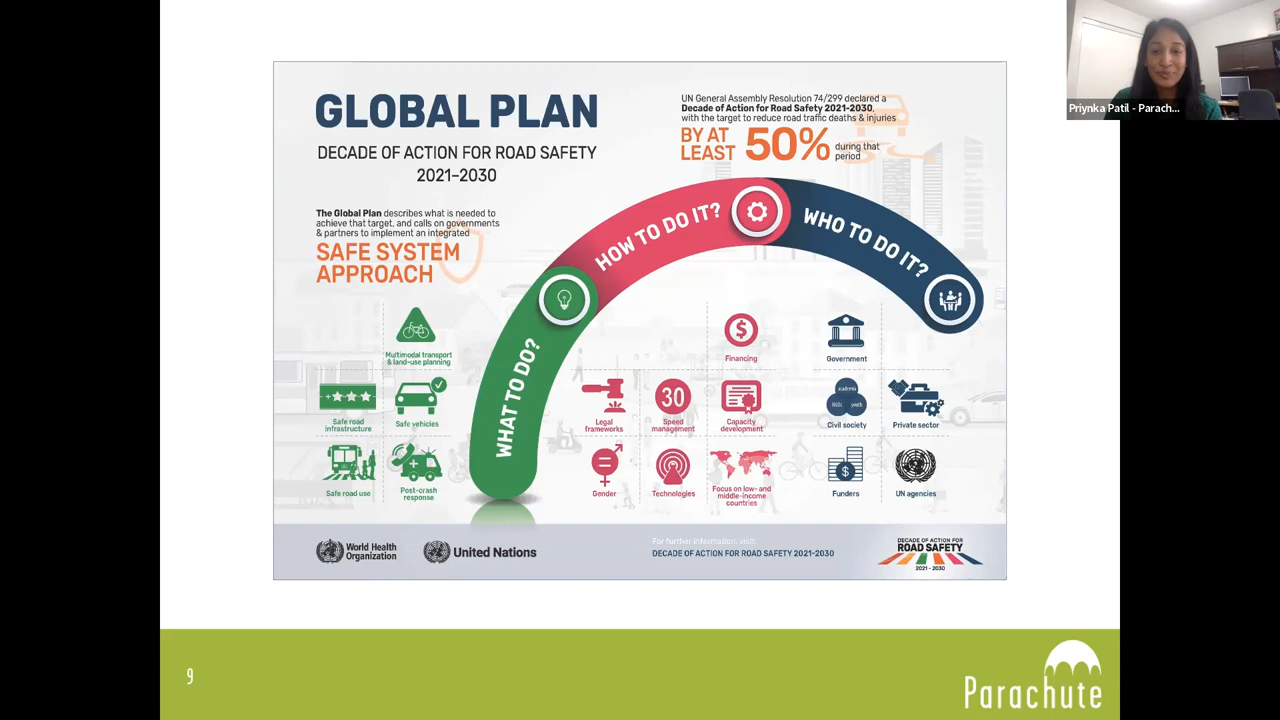 GLOBAL PLAN
DECADE OF ACTION FOR ROAD SAFETY
2021–2030
UN General Assembly Resolution 74/299 declared a
Decade of Action for Road Safety 2021-2030,
with the target to reduce road traffic deaths & injuries
BY AT
LEAST
50%
during that
period
The Global Plan describes what is needed to
achieve that target, and calls on governments
& partners to implement an integrated
SAFE SYSTEM
APPROACH
WHAT TO DO?
HOW TO DO IT?
WHO TO DO IT?
Multimodal transport
& land-use planning
Safe road
infrastructure
Safe vehicles
Safe road use
Post-crash
response
Financing
Legal
frameworks
30
Speed
management
Capacity
development
Gender
Technologies
Focus on low- and
middle-income
countries
Government
academia
NGOs
youth
Civil society
Private sector
Funders
UN agencies
World Health
Organization
United Nations
For further information, visit:
DECADE OF ACTION FOR ROAD SAFETY 2021-2030
DECADE OF ACTION FOR
ROAD SAFETY
2021 - 2030
9
Parachute
Priynka Patil - Parach...